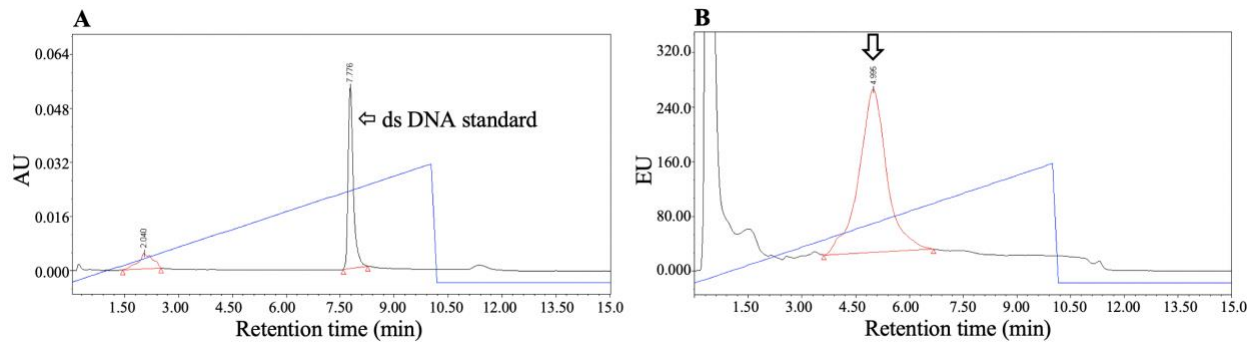 A
0.064
0.048
0.032
0.016
0.000
AU
2.040
7.776
ds DNA standard
1.50 3.00 4.50 6.00 7.50 9.00 10.50 12.00 13.50 15.0
Retention time (min)
B
320.0
240.0
160.0
80.00
0.000
EU
4.995
1.50 3.00 4.50 6.00 7.50 9.00 10.50 12.00 13.50 15.0
Retention time (min)